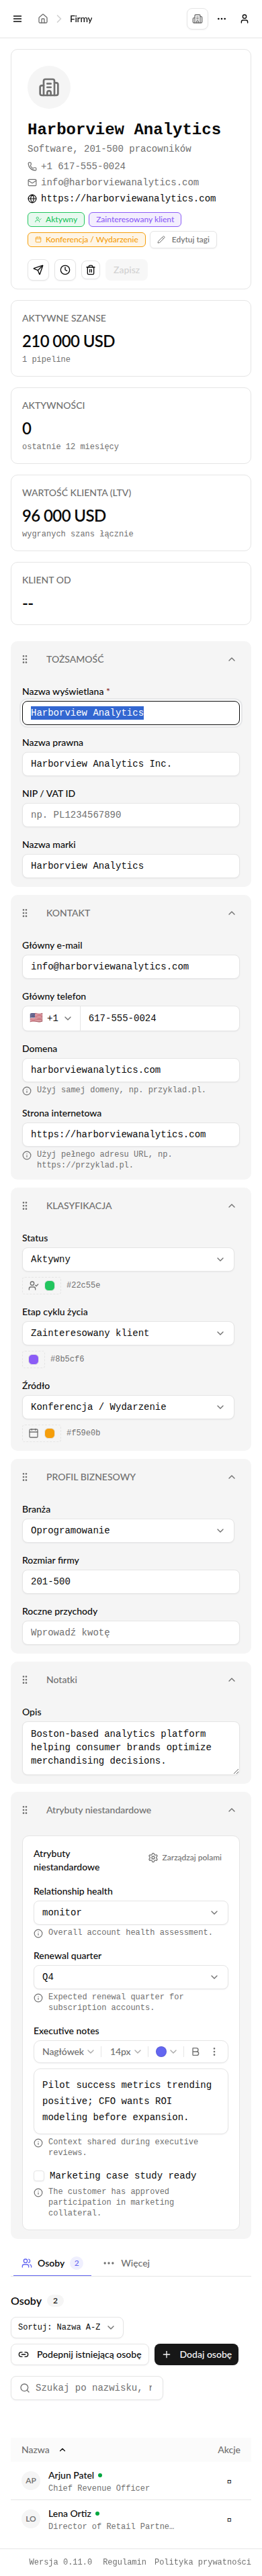 Firmy
Harborview Analytics
Software, 201-500 pracowników
+1 617-555-0024
info@harborviewanalytics.com
https://harborviewanalytics.com
Aktywny
Zainteresowany klient
Konferencja / Wydarzenie
Edytuj tagi
Zapisz
AKTYWNE SZANSE
210 000 USD
1 pipeline
AKTYWNOŚCI
0
ostatnie 12 miesięcy
WARTOŚĆ KLIENTA (LTV)
96 000 USD
wygranych szans łącznie
KLIENT OD
--
TOŻSAMOŚĆ
Nazwa wyświetlana *
Harborview Analytics
Nazwa prawna
Harborview Analytics Inc.
NIP / VAT ID
np. PL1234567890
Nazwa marki
Harborview Analytics
KONTAKT
Główny e-mail
info@harborviewanalytics.com
Główny telefon
+1 617-555-0024
Domena
harborviewanalytics.com
Użyj samej domeny, np. przyklad.pl.
Strona internetowa
https://harborviewanalytics.com
Użyj pełnego adresu URL, np.
https://przyklad.pl.
KLASYFIKACJA
Status
Aktywny
#22c55e
Etap cyklu życia
Zainteresowany klient
#8b5cf6
Źródło
Konferencja / Wydarzenie
#f59e0b
PROFIL BIZNESOWY
Branża
Oprogramowanie
Rozmiar firmy
201-500
Roczne przychody
Wprowadź kwotę
Notatki
Opis
Boston-based analytics platform
helping consumer brands optimize
merchandising decisions.
Atrybuty niestandardowe
Atrybuty
niestandardowe
Zarządzaj polami
Relationship health
monitor
Overall account health assessment.
Renewal quarter
Q4
Expected renewal quarter for
subscription accounts.
Executive notes
Nagłówek 14px B
Pilot success metrics trending
positive; CFO wants ROI
modeling before expansion.
Context shared during executive
reviews.
Marketing case study ready
The customer has approved
participation in marketing
collateral.
Osoby 2 Więcej
Osoby 2
Sortuj: Nazwa A-Z
Podepnij istniejącą osobę
Dodaj osobę
Szukaj po nazwisku, r
Nazwa Akcje
AP Arjun Patel
Chief Revenue Officer
LO Lena Ortiz
Director of Retail Partne…
Wersja 0.11.0 Regulamin Polityka prywatności